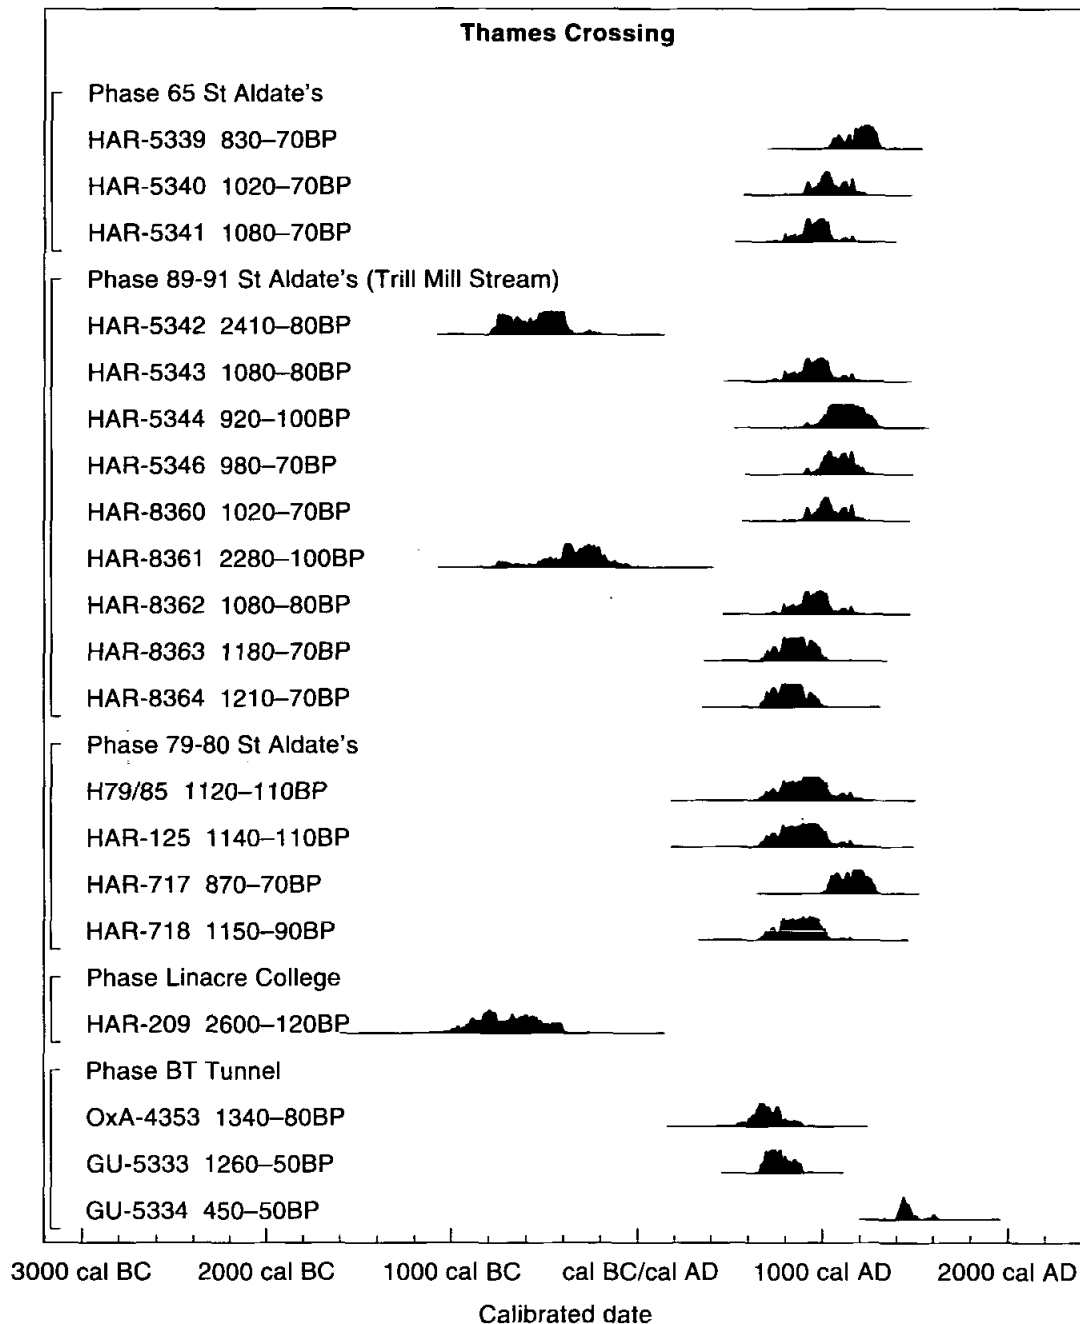 Thames Crossing
Phase 65 St Aldate's
HAR-5339 830–70BP
HAR-5340 1020–70BP
HAR-5341 1080–70BP
Phase 89-91 St Aldate's (Trill Mill Stream)
HAR-5342 2410–80BP
HAR-5343 1080–80BP
HAR-5344 920–100BP
HAR-5346 980–70BP
HAR-8360 1020–70BP
HAR-8361 2280–100BP
HAR-8362 1080–80BP
HAR-8363 1180–70BP
HAR-8364 1210–70BP
Phase 79-80 St Aldate's
H79/85 1120–110BP
HAR-125 1140–110BP
HAR-717 870–70BP
HAR-718 1150–90BP
Phase Linacre College
HAR-209 2600–120BP
Phase BT Tunnel
OxA-4353 1340–80BP
GU-5333 1260–50BP
GU-5334 450–50BP
3000 cal BC 2000 cal BC 1000 cal BC cal BC/cal AD 1000 cal AD 2000 cal AD
Calibrated date